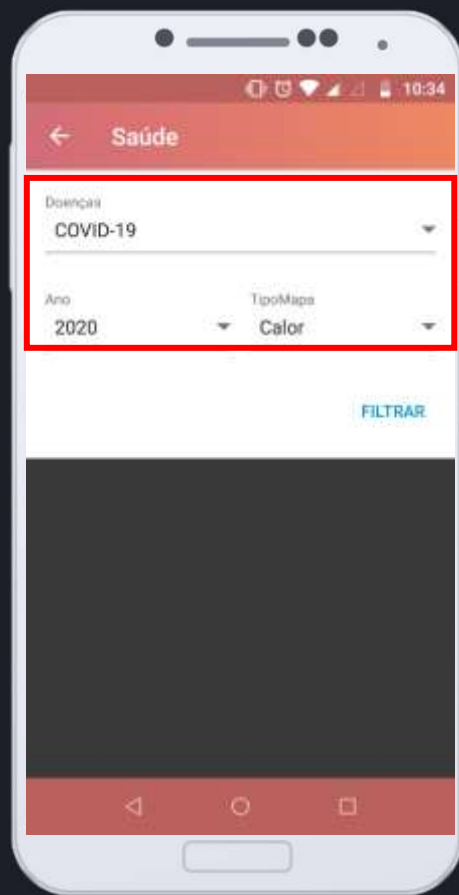 10:34
Saúde
Doenças
COVID-19
Ano TipoMapa
2020 Calor
FILTRAR